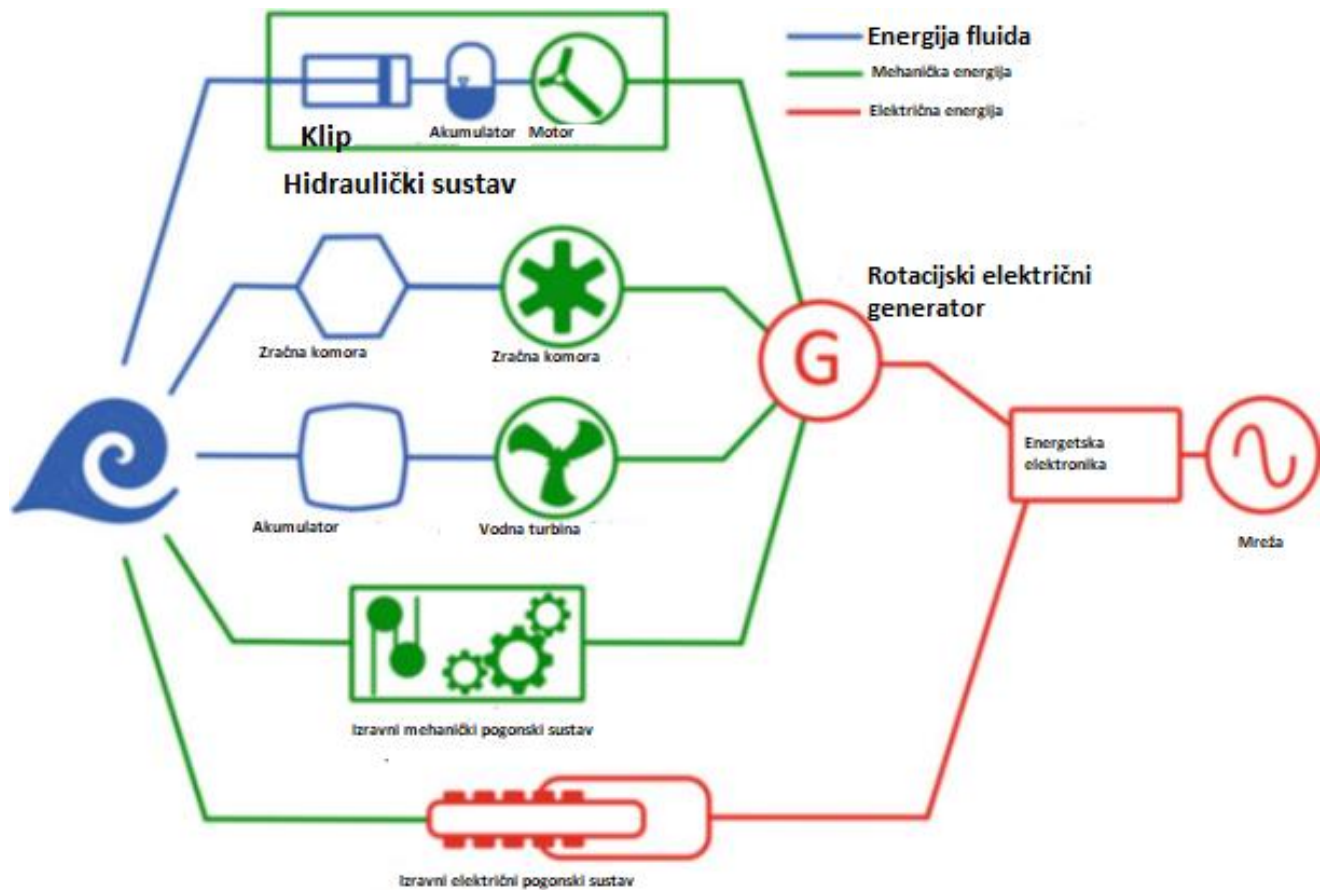 Energija fluida
Mehanička energija
Električna energija
Klip
Akumulator
Motor
Hidraulički sustav
Zračna komora
Zračna komora
Rotacijski električni
generator
G
Energetska
elektronika
Mreža
Akumulator
Vodna turbina
Izravni mehanički pogonski sustav
Izravni električni pogonski sustav